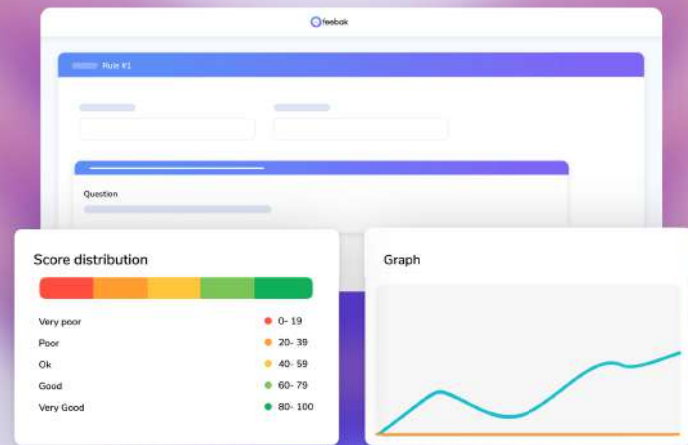 feebak
Rule #1
Question
Score distribution
Very poor 0- 19
Poor 20- 39
Ok 40- 59
Good 60- 79
Very Good 80- 100
Graph